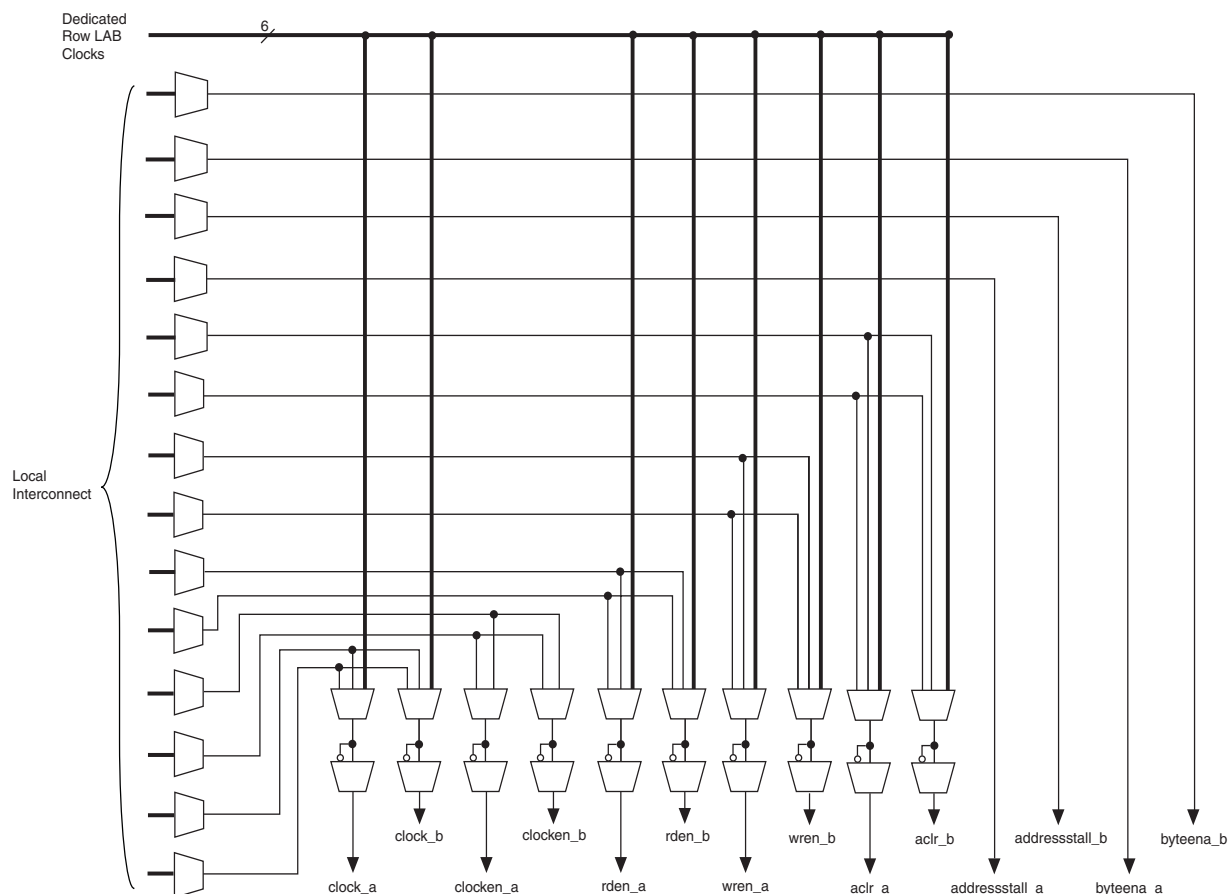 Dedicated
Row LAB
Clocks
6
Local
Interconnect
clock_b
clocken_b
rden_b
wren_b
aclr_b
addressstall_b
byteena_b
clock_a
clocken_a
rden_a
wren_a
aclr_a
addressstall_a
byteena_a